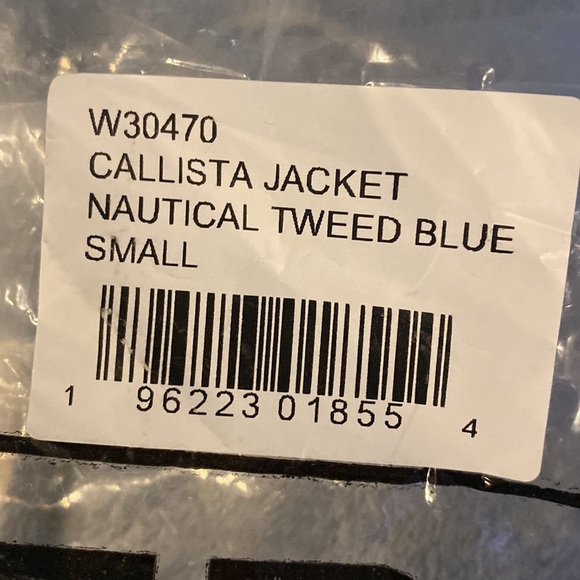 W30470
CALLISTA JACKET
NAUTICAL TWEED BLUE
SMALL
1 96223 01855 4